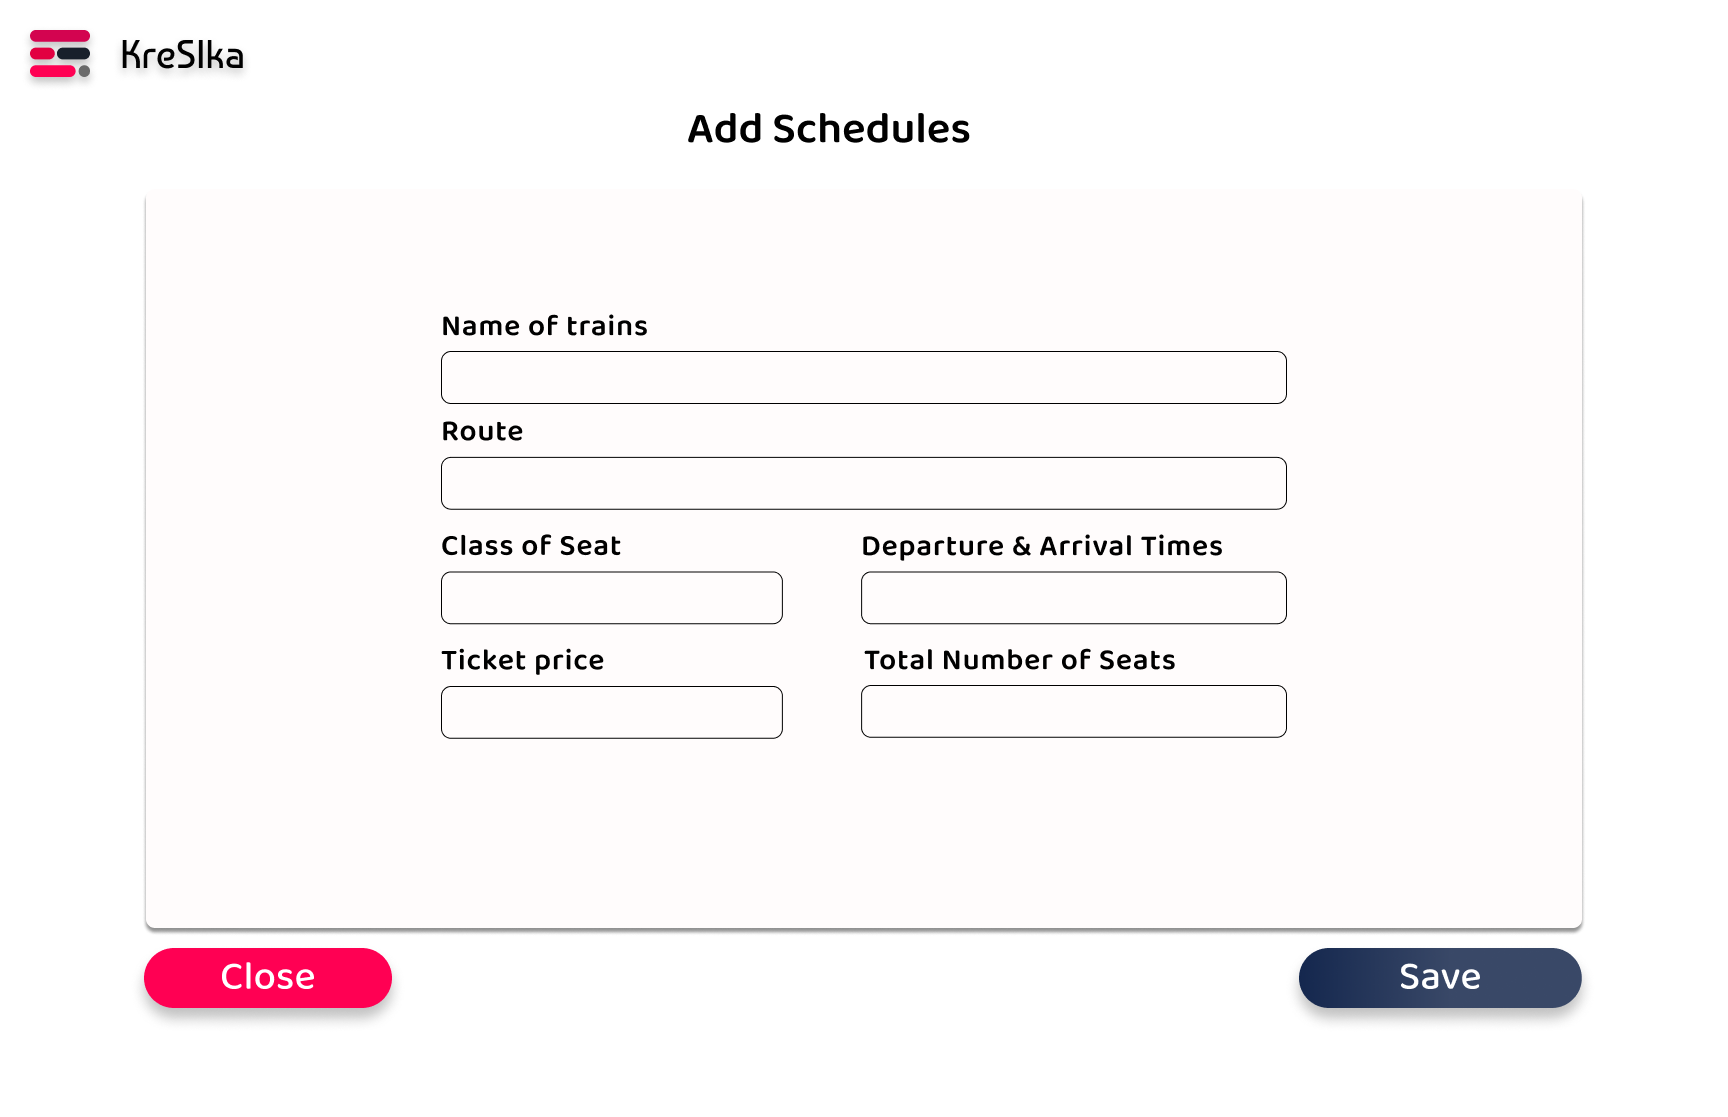 KreSIka
Add Schedules
Name of trains
Route
Class of Seat
Departure & Arrival Times
Ticket price
Total Number of Seats
Close
Save